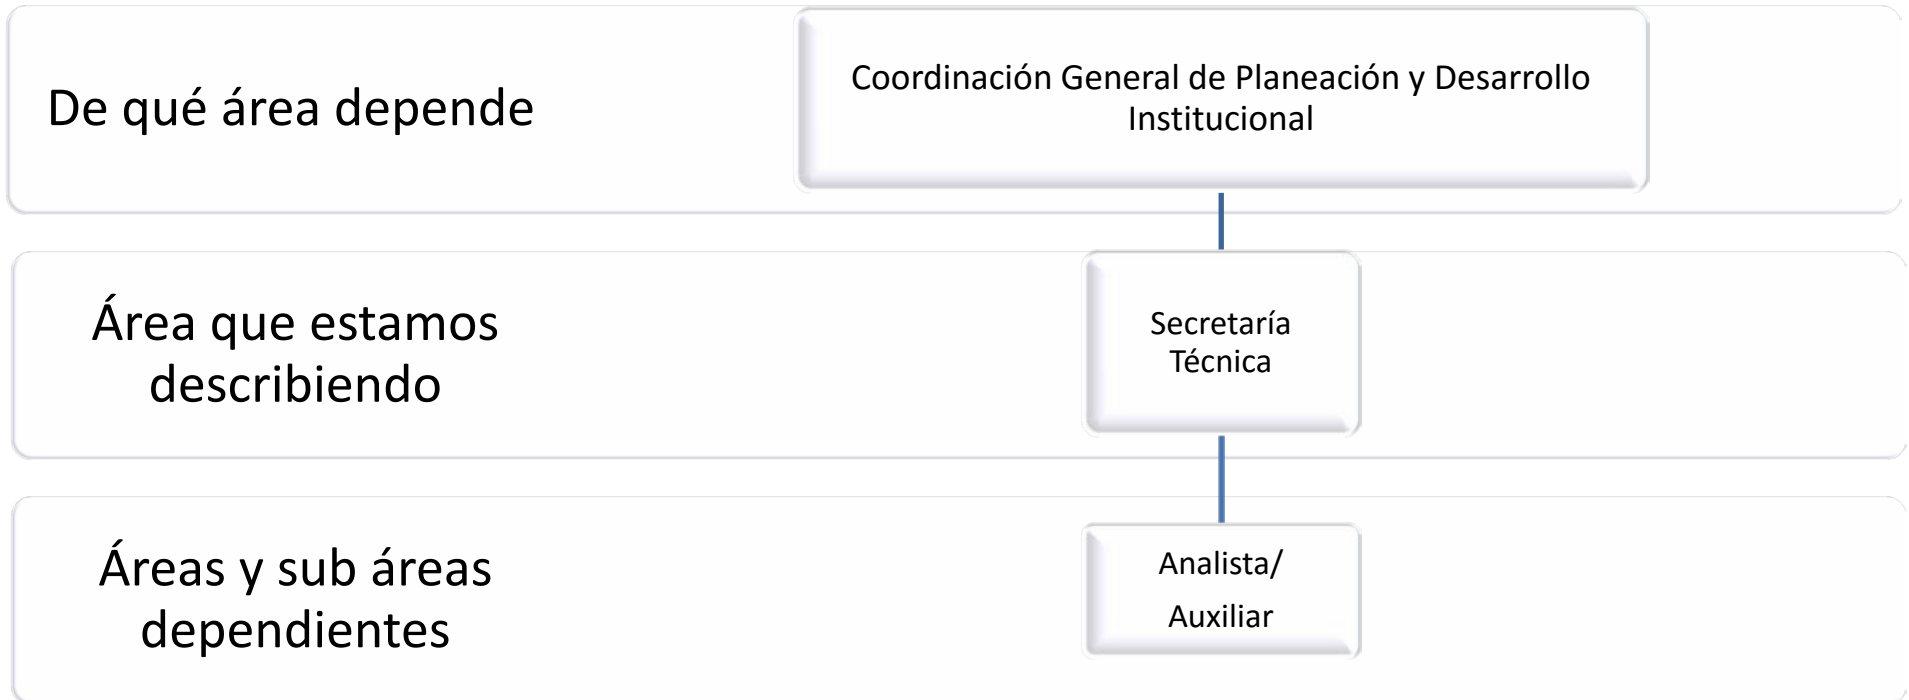 De qué área depende
Coordinación General de Planeación y Desarrollo
Institucional
Área que estamos
describiendo
Secretaría
Técnica
Áreas y sub áreas
dependientes
Analista/
Auxiliar